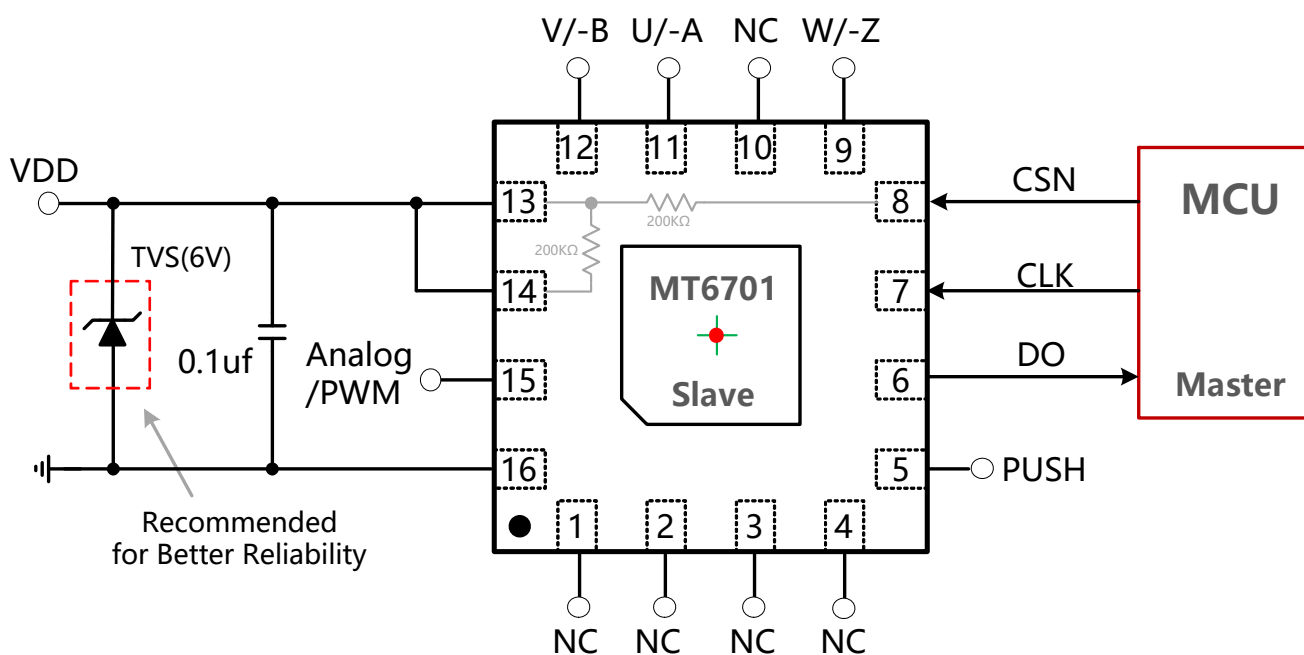 V/-B U/-A NC W/-Z
12 11 10 9
VDD
13
200KΩ
8
CSN
MCU
TVS(6V)
200KΩ
14
MT6701
7
CLK
0.1uf
Analog
/PWM
15
Slave
6
DO
Master
16
5
PUSH
Recommended
for Better Reliability
1 2 3 4
NC NC NC NC